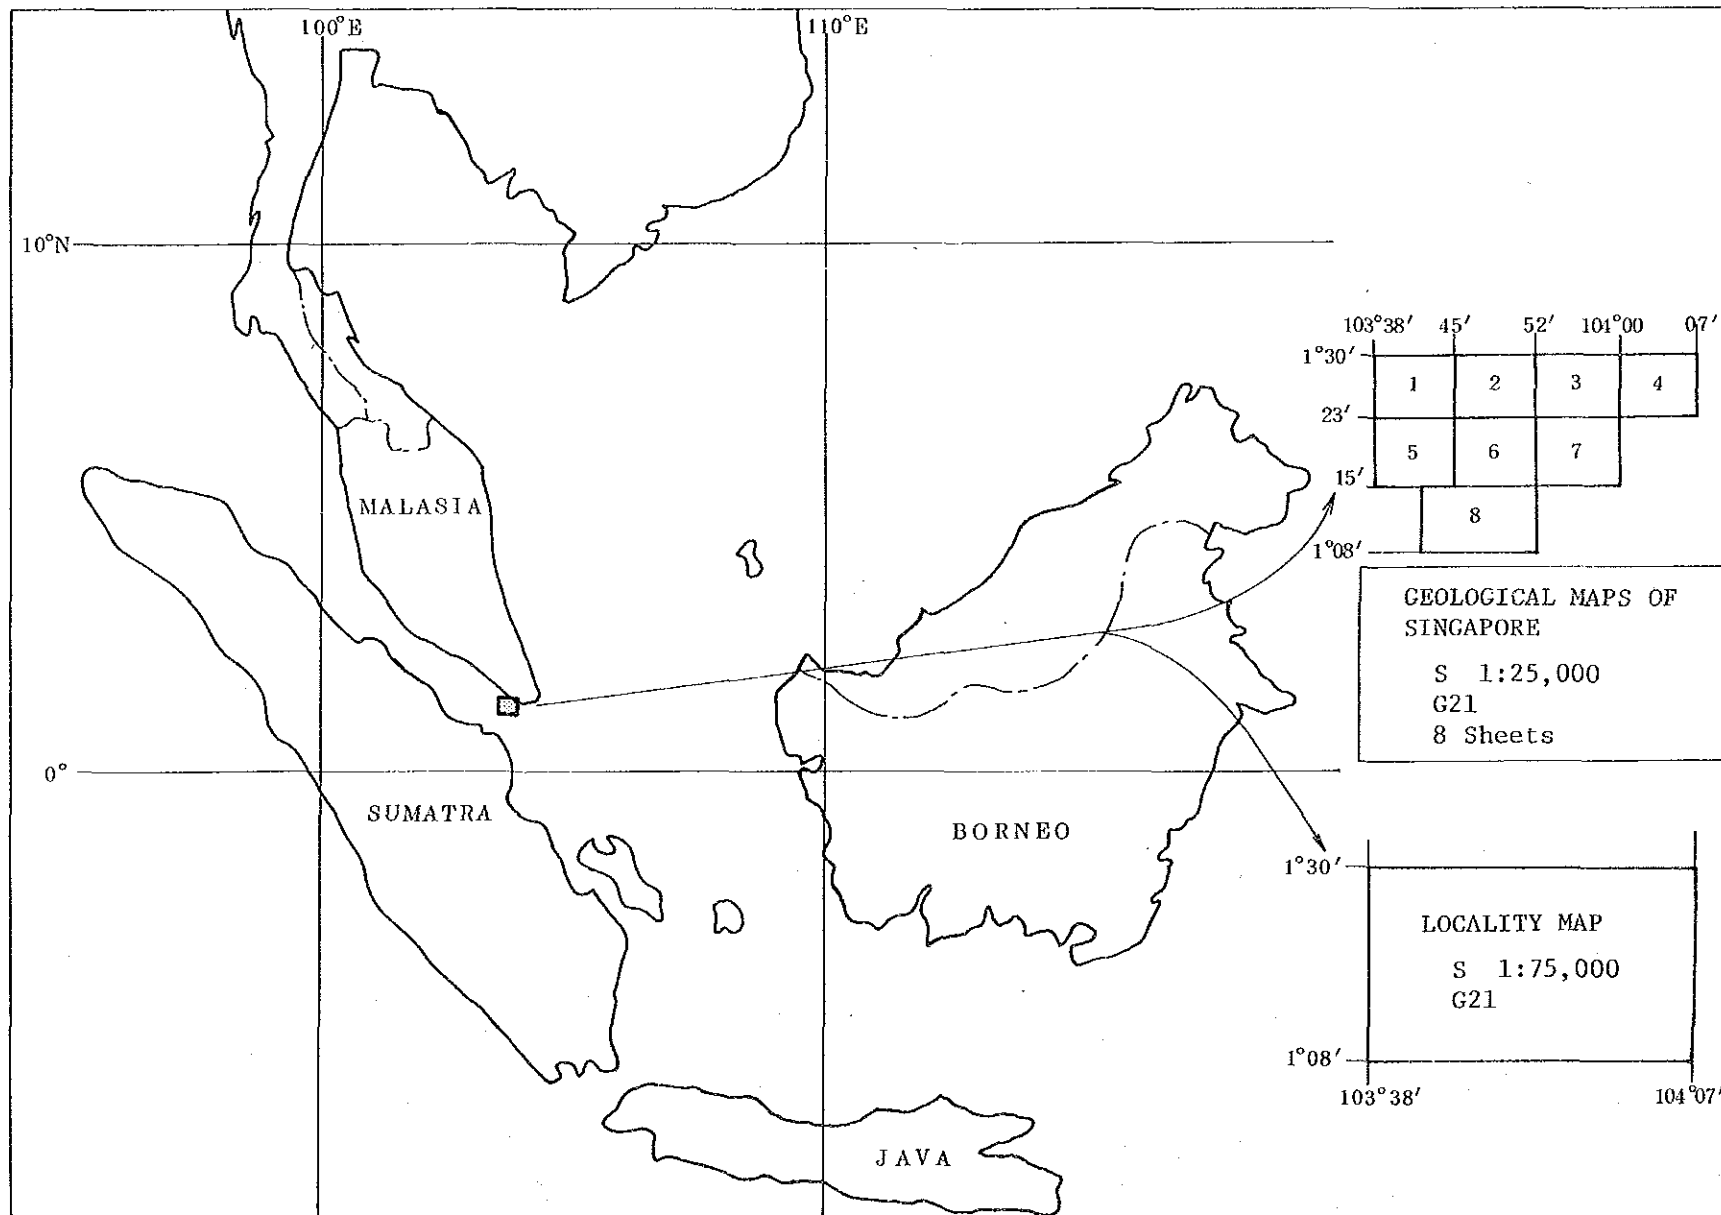 100°E 110°E
10°N
103°38′ 45′ 52′ 104°00 07′
1°30′
1 2 3 4
23′
5 6 7
15′
8
1°08′
MALASIA
GEOLOGICAL MAPS OF
SINGAPORE
S 1:25,000
G21
8 Sheets
0°
SUMATRA
BORNEO
1°30′
LOCALITY MAP
S 1:75,000
G21
1°08′
103°38′ 104°07′
JAVA